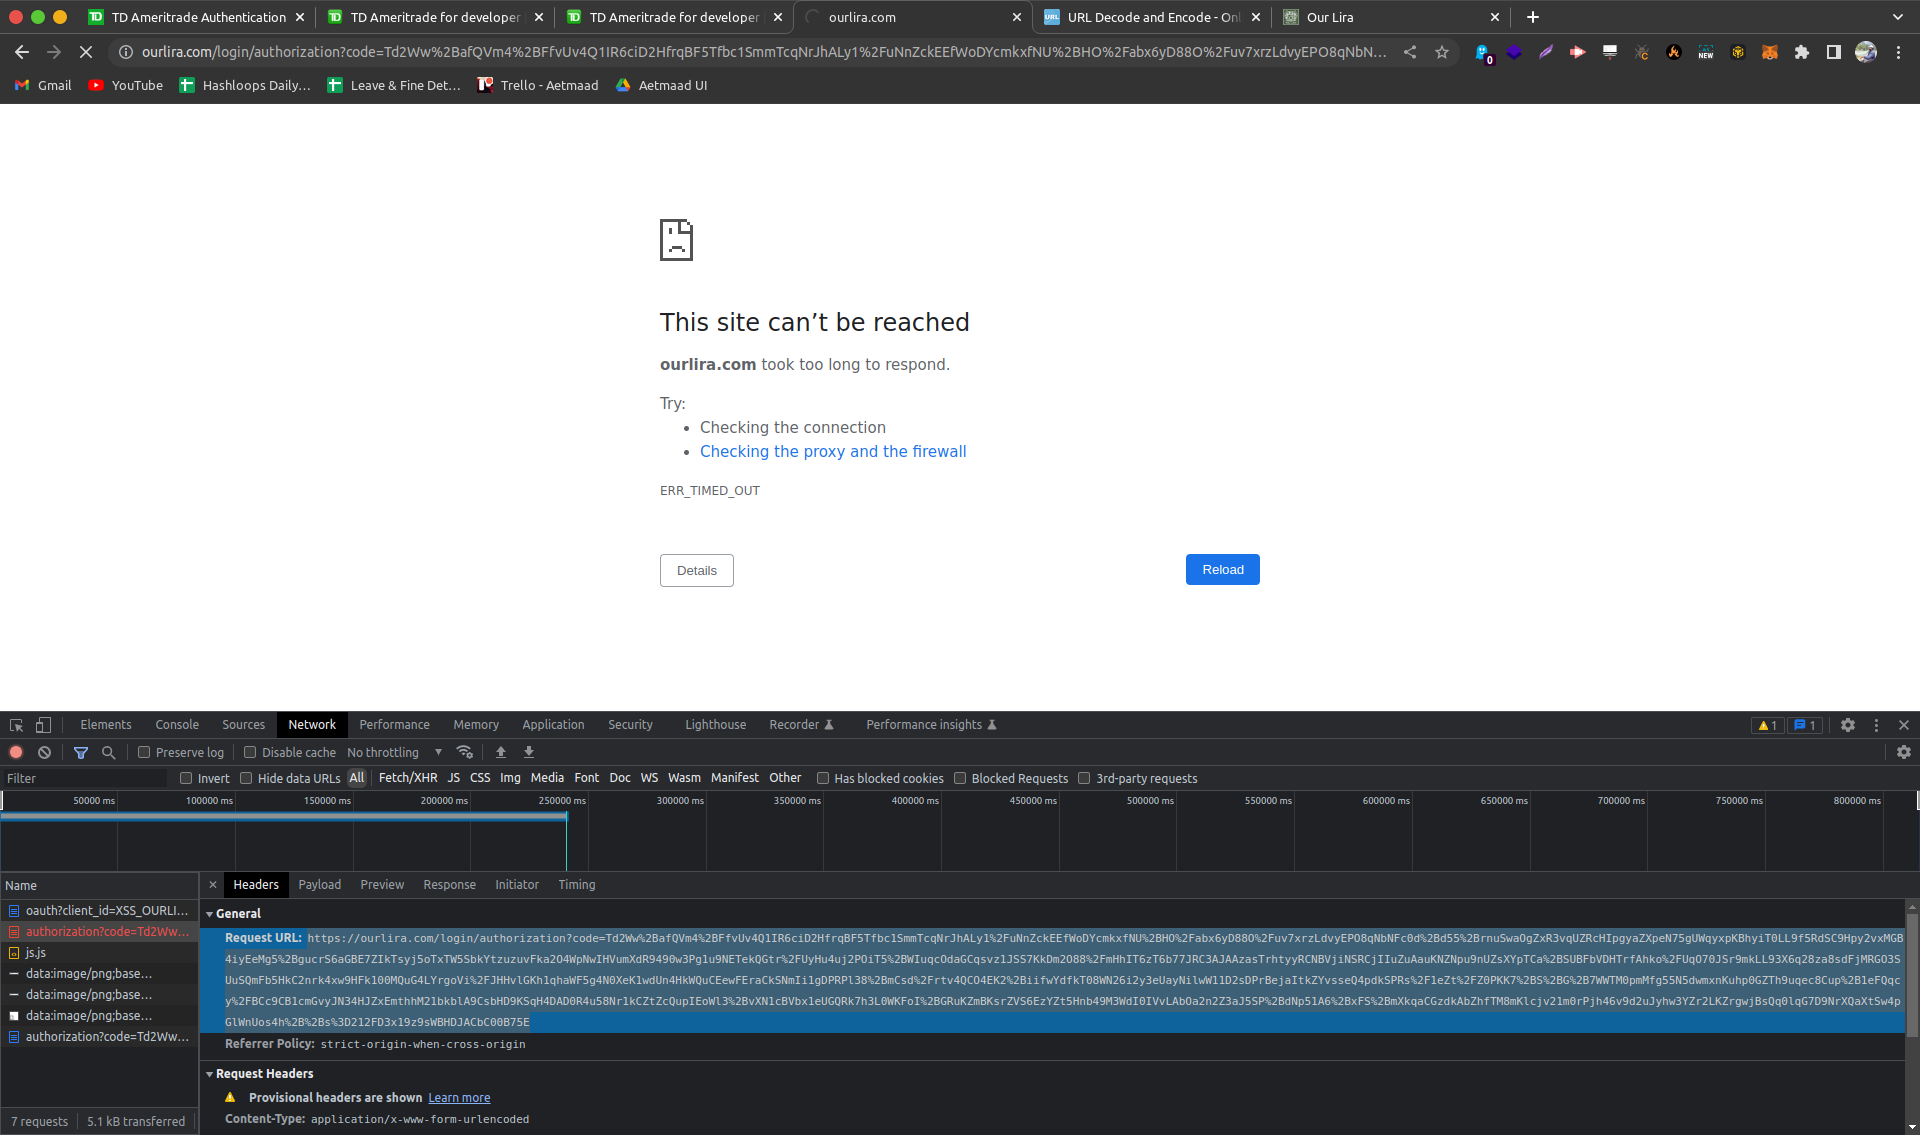 TD Ameritrade Authentication
TD Ameritrade for developer
TD Ameritrade for developer
ourlira.com
URL Decode and Encode - Onl
Our Lira
ourlira.com/login/authorization?code=Td2Ww%2BafQVm4%2BFfvUv4Q1IR6ciD2HfrqBF5Tfbc1SmmTcqNrJhALy1%2FuNnZckEEfWoDYcmkxfNU%2BHO%2Fabx6yD88O%2Fuv7xrzLdvyEPO8qNbN...
Gmail
YouTube
Hashloops Daily...
Leave & Fine Det...
Trello - Aetmaad
Aetmaad UI
This site can’t be reached
ourlira.com took too long to respond.
Try:
• Checking the connection
• Checking the proxy and the firewall
ERR_TIMED_OUT
Details
Reload
Elements Console Sources Network Performance Memory Application Security Lighthouse Recorder Performance insights 1 1
Preserve log Disable cache No throttling
Filter Invert Hide data URLs All Fetch/XHR JS CSS Img Media Font Doc WS Wasm Manifest Other Has blocked cookies Blocked Requests 3rd-party requests
50000 ms 100000 ms 150000 ms 200000 ms 250000 ms 300000 ms 350000 ms 400000 ms 450000 ms 500000 ms 550000 ms 600000 ms 650000 ms 700000 ms 750000 ms 800000 ms
Name
oauth?client_id=XSS_OURLI...
authorization?code=Td2Ww...
js.js
data:image/png;base...
data:image/png;base...
data:image/png;base...
authorization?code=Td2Ww...
7 requests 5.1 kB transferred
Headers Payload Preview Response Initiator Timing
General
Request URL: https://ourlira.com/login/authorization?code=Td2Ww%2BafQVm4%2BFfvUv4Q1IR6ciD2HfrqBF5Tfbc1SmmTcqNrJhALy1%2FuNnZckEEfWoDYcmkxfNU%2BHO%2Fabx6yD88O%2Fuv7xrzLdvyEPO8qNbNFc0d%2Bd55%2BrnuSwaOgZxR3vqUZRcHIpgyaZXpeN75gUWqyxpKBhyiT0LL9f5RdSC9Hpy2vxMGB
4iyEeMg5%2BgucrS6aGBE7ZIkTsyj5oTxTW5SbkYtzuzuvFka2O4WpNwIHVumXdR9490w3Pg1u9NETekQGtr%2FUyHu4uj2POiT5%2BWIuqcOdaGCqsvz1JSS7KkDm2O88%2FmHhIT6zT6b77JRC3AJAAzasTrhtyyRCNBVjiNSRCjIIuZuAauKNZNpu9nUZsXYpTCa%2BSUBFbVDHTrfAhko%2FUqO70JSr9mkLL93X6q28za8sdFjMRGO3S
UuSQmFb5HkC2nrk4xw9HFk100MQuG4LYrgoVi%2FJHHvlGKh1qhaWF5g4N0XeK1wdUn4HkWQuCEewFEraCkSNmIi1gDPRPl38%2BmCsd%2Frtv4QCO4EK2%2BiifwYdfkT08WN26i2y3eUayNilwW11D2sDPrBejaItkZYvsseQ4pdkSPRs%2F1eZt%2FZ0PKK7%2BS%2BG%2B7WWTM0pmMfg55N5dwmxnKuhp0GZTh9uqec8Cup%2B1eFQqc
y%2FBCc9CB1cmGvyJN34HJZxEmthhM21bkblA9CsbHD9KSqH4DAD0R4u58Nr1kCZtZcQupIEoWl3%2BvXN1cBVbx1eUGQRk7h3L0WKFoI%2BGRuKZmBKsrZVS6EzYZt5Hnb49M3WdI0IVvLAbOa2n2Z3aJ5SP%2BdNp51A6%2BxFS%2BmXkqaCGzdkAbZhfTM8mKlcjv21m0rPjh46v9d2uJyhw3YZr2LKZrgwjBsQq0lqG7D9NrXQaXtSw4p
GlWnUos4h%2B%2Bs%3D212FD3x19z9sWBHDJACbC00B75E
Referrer Policy: strict-origin-when-cross-origin
Request Headers
Provisional headers are shown Learn more
Content-Type: application/x-www-form-urlencoded